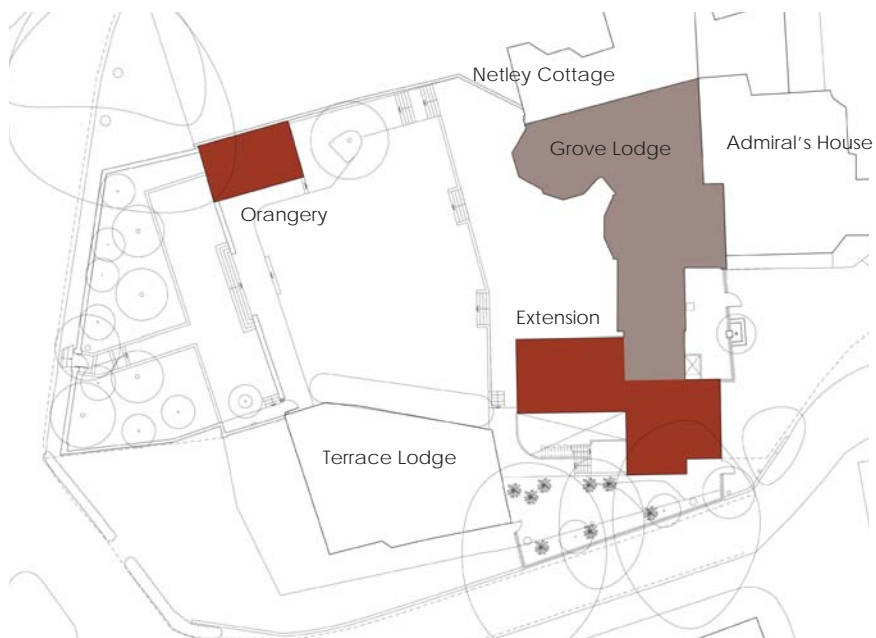 Netley Cottage
Grove Lodge
Admiral's House
Orangery
Extension
Terrace Lodge